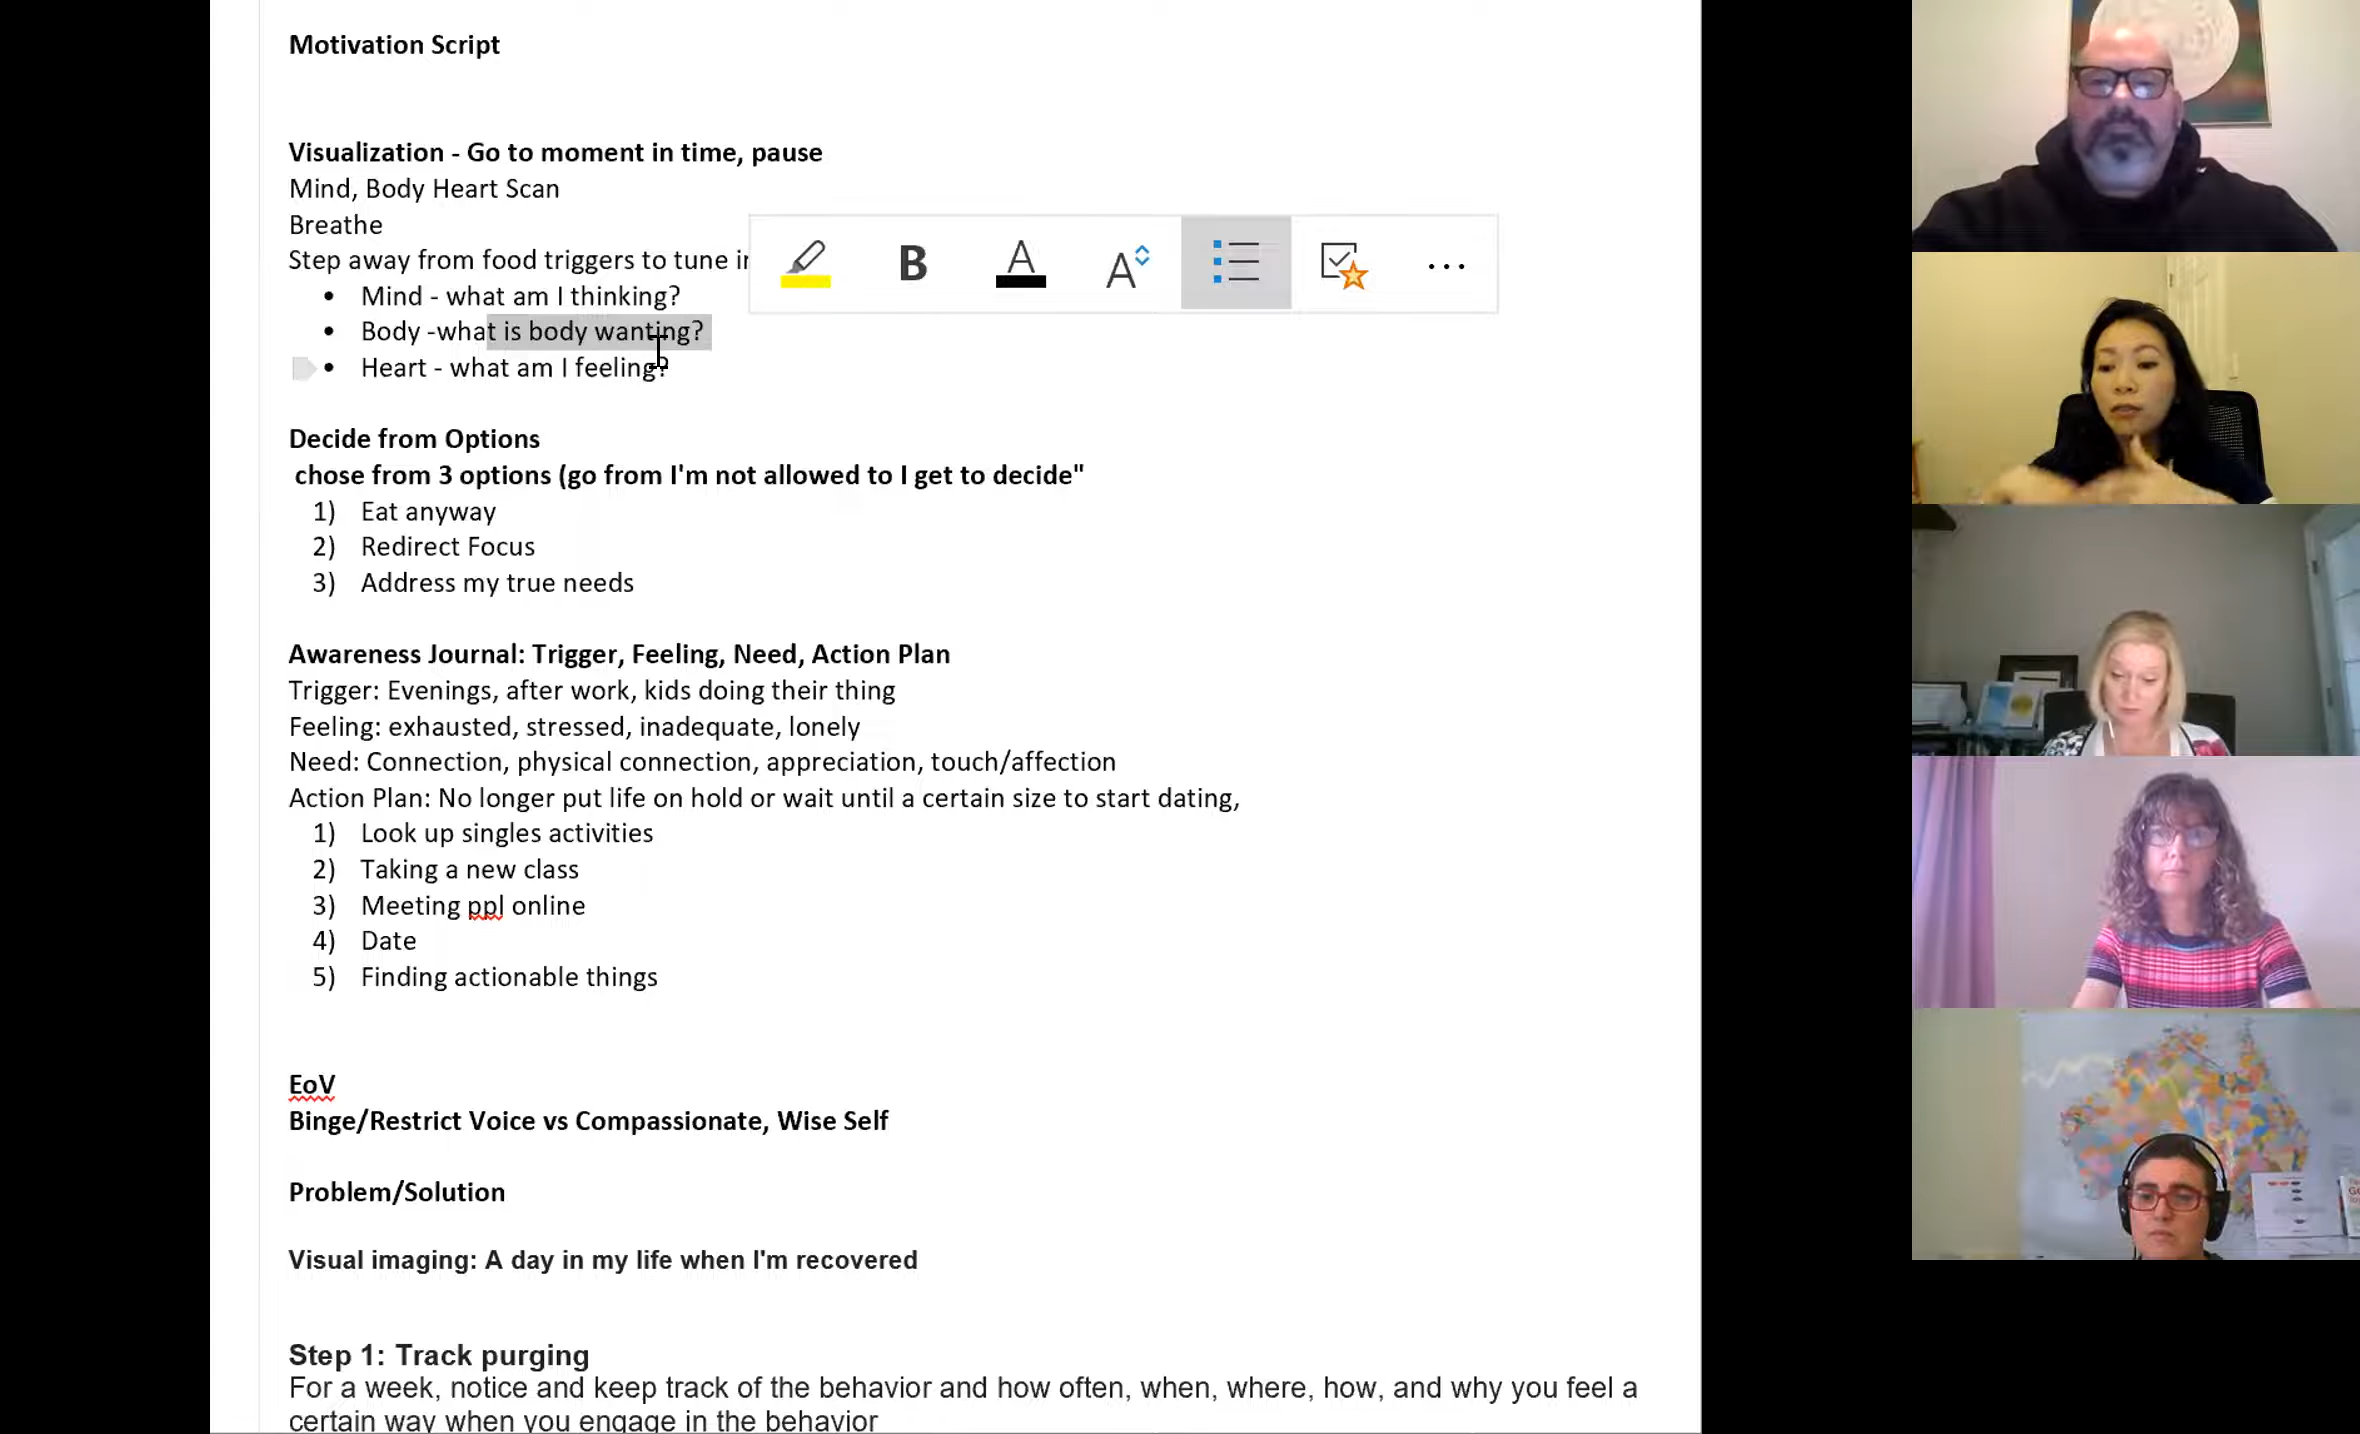 Motivation Script
Visualization - Go to moment in time, pause
Mind, Body Heart Scan
Breathe
Step away from food triggers to tune
• Mind - what am I thinking?
• Body -what is body wanting?
• Heart - what am I feeling?
Decide from Options
chose from 3 options (go from I'm not allowed to I get to decide"
1) Eat anyway
2) Redirect Focus
3) Address my true needs
Awareness Journal: Trigger, Feeling, Need, Action Plan
Trigger: Evenings, after work, kids doing their thing
Feeling: exhausted, stressed, inadequate, lonely
Need: Connection, physical connection, appreciation, touch/affection
Action Plan: No longer put life on hold or wait until a certain size to start dating,
1) Look up singles activities
2) Taking a new class
3) Meeting ppl online
4) Date
5) Finding actionable things
EoV
Binge/Restrict Voice vs Compassionate, Wise Self
Problem/Solution
Visual imaging: A day in my life when I'm recovered
Step 1: Track purging
For a week, notice and keep track of the behavior and how often, when, where, how, and why you feel a
certain way when you engage in the behavior
B
A
A